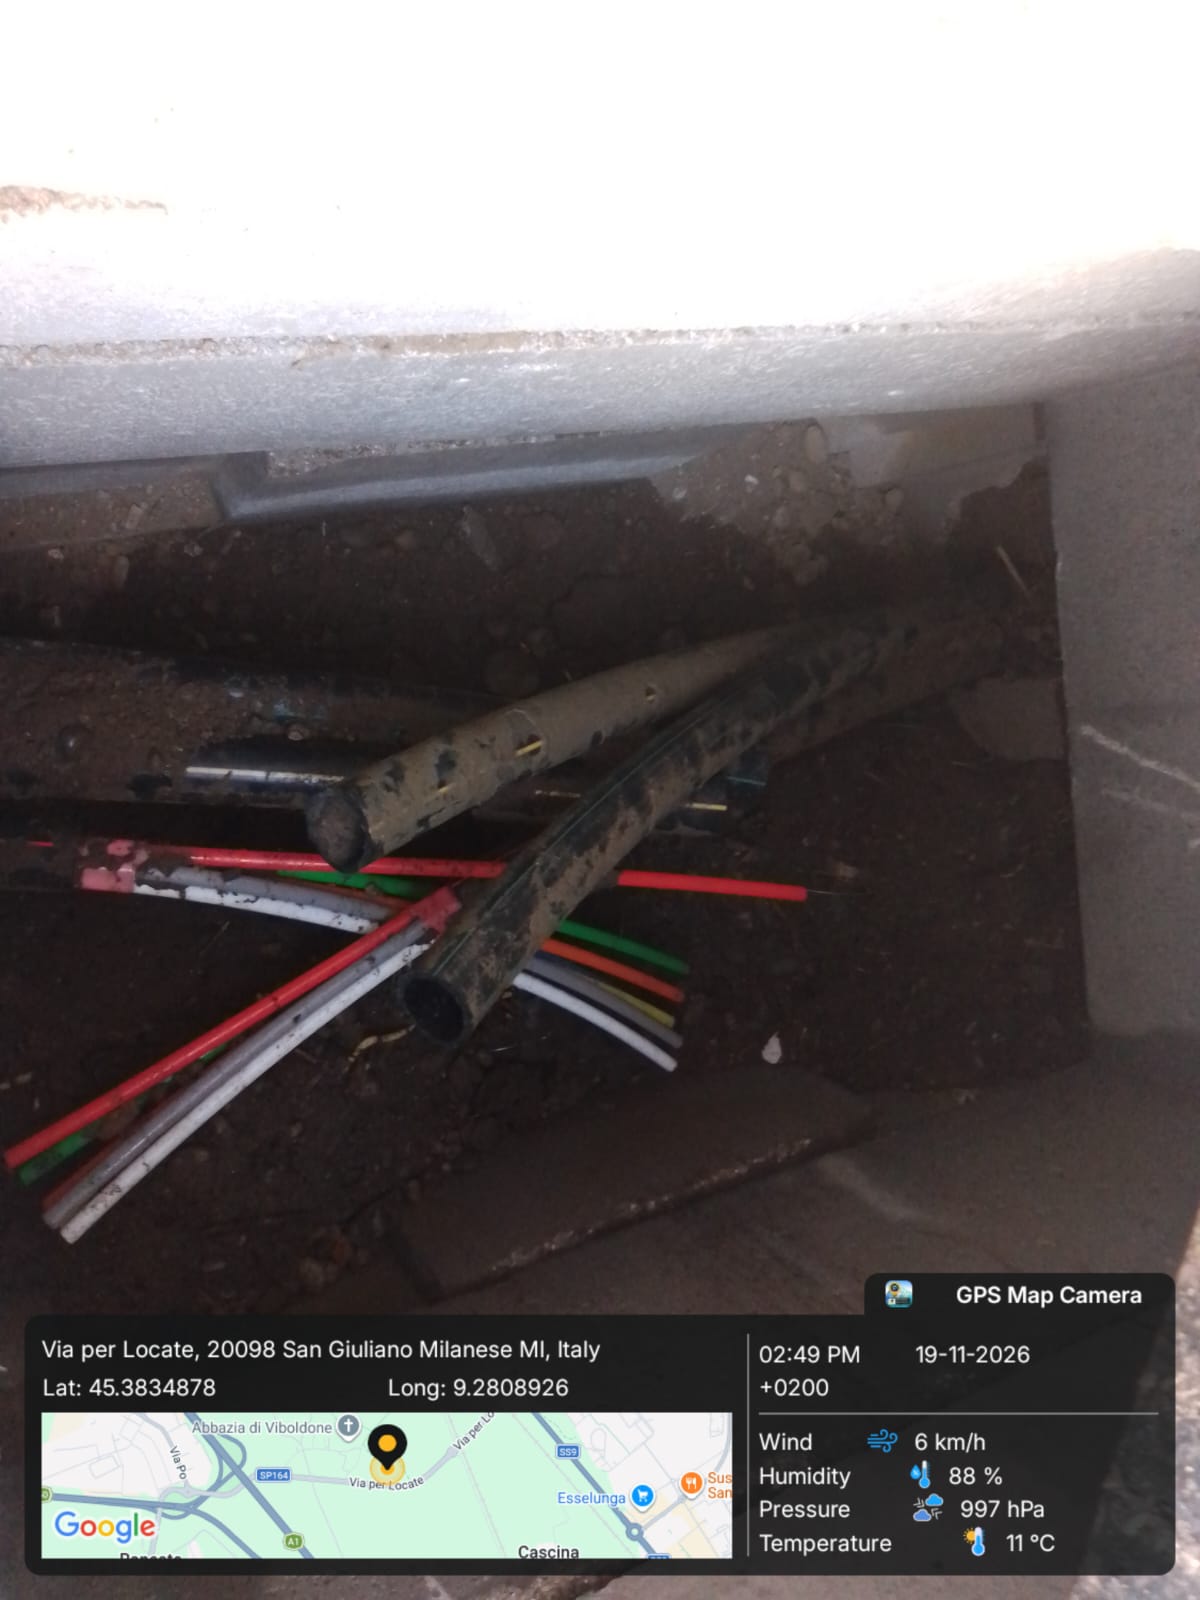 GPS Map Camera
Via per Locate, 20098 San Giuliano Milanese MI, Italy
Lat: 45.3834878 Long: 9.2808926
02:49 PM 19-11-2026
+0200
Wind 6 km/h
Humidity 88 %
Pressure 997 hPa
Temperature 11 °C
Abbazia di Viboldone
Via Po
SP164
Via per Locate
Via per Lo
SS9
Esselunga
Sus
San
A1
Google
Cascina